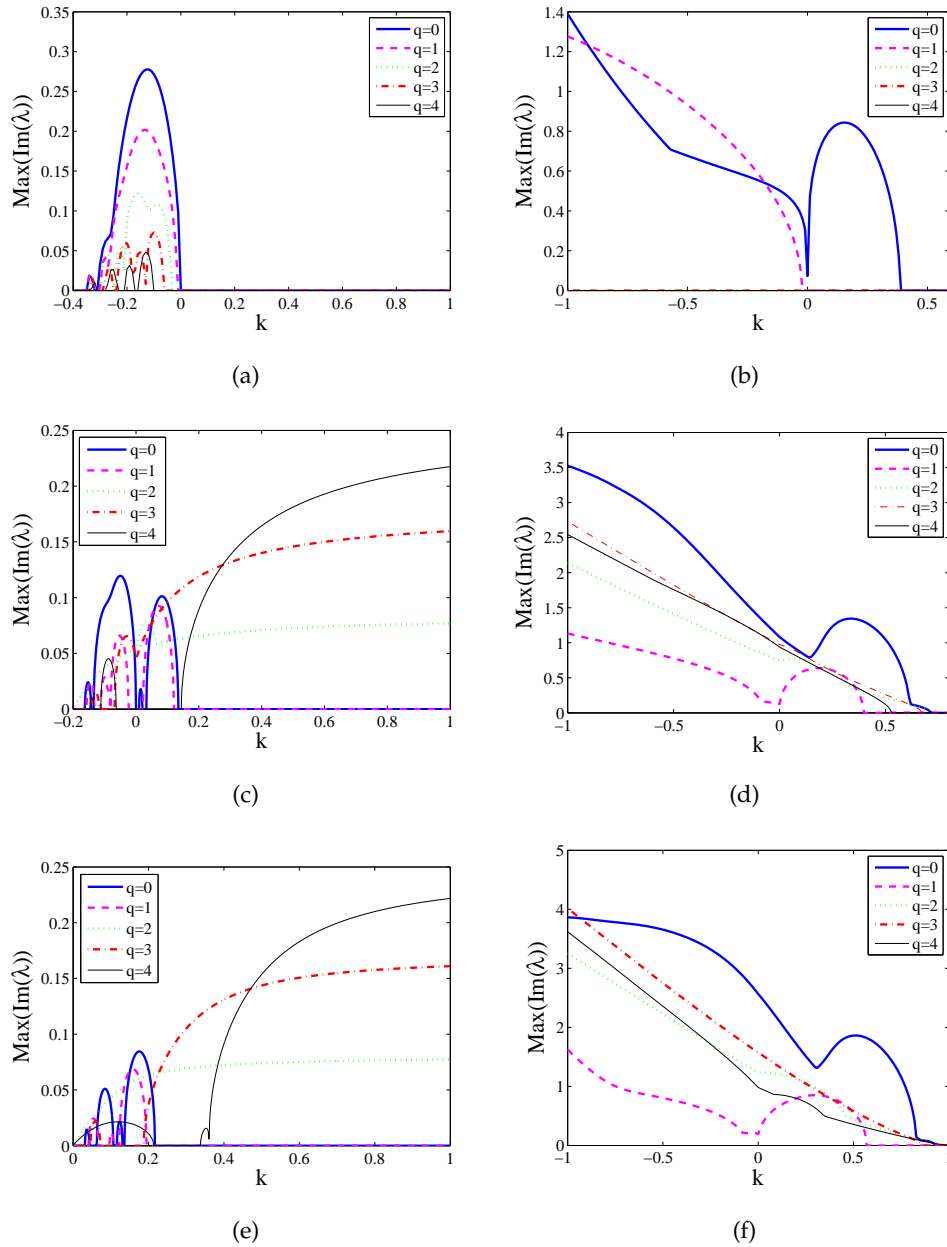 0.35
0.3
0.25
0.2
0.15
0.1
0.05
0
Max(Im(λ))
q=0
q=1
q=2
q=3
q=4
−0.4 −0.2 0 0.2 0.4 0.6 0.8 1
k
(a)
1.4
1.2
1
0.8
0.6
0.4
0.2
0
Max(Im(λ))
q=0
q=1
q=2
q=3
q=4
−1 −0.5 0 0.5
k
(b)
0.25
0.2
0.15
0.1
0.05
0
Max(Im(λ))
q=0
q=1
q=2
q=3
q=4
−0.2 0 0.2 0.4 0.6 0.8 1
k
(c)
4
3.5
3
2.5
2
1.5
1
0.5
0
Max(Im(λ))
q=0
q=1
q=2
q=3
q=4
−1 −0.5 0 0.5
k
(d)
0.25
0.2
0.15
0.1
0.05
0
Max(Im(λ))
q=0
q=1
q=2
q=3
q=4
0 0.2 0.4 0.6 0.8 1
k
(e)
5
4
3
2
1
0
Max(Im(λ))
q=0
q=1
q=2
q=3
q=4
−1 −0.5 0 0.5 1
k
(f)